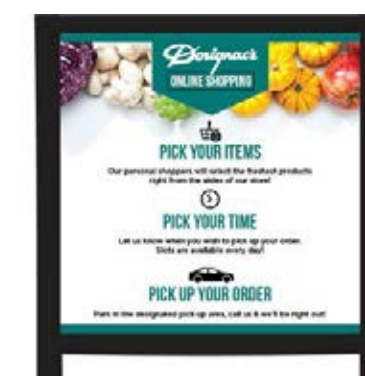 Dorignac's
ONLINE SHOPPING
PICK YOUR ITEMS
Our personal shoppers will select the freshest products
right from the aisles of our store!
PICK YOUR TIME
Let us know when you wish to pick up your order.
Slots are available every day!
PICK UP YOUR ORDER
Park in the designated pick up area, call us & we'll be right out!